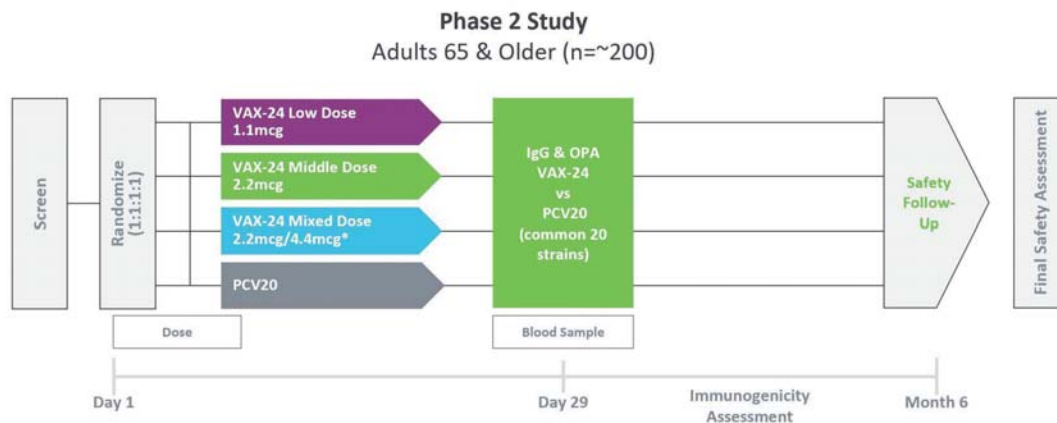 Phase 2 Study
Adults 65 & Older (n=~200)
Screen
Randomize
(1:1:1:1)
VAX-24 Low Dose
1.1mcg
VAX-24 Middle Dose
2.2mcg
VAX-24 Mixed Dose
2.2mcg/4.4mcg*
PCV20
IgG & OPA
VAX-24
vs
PCV20
(common 20
strains)
Safety
Follow-
Up
Final Safety Assessment
Dose
Blood Sample
Day 1
Day 29
Immunogenicity
Assessment
Month 6